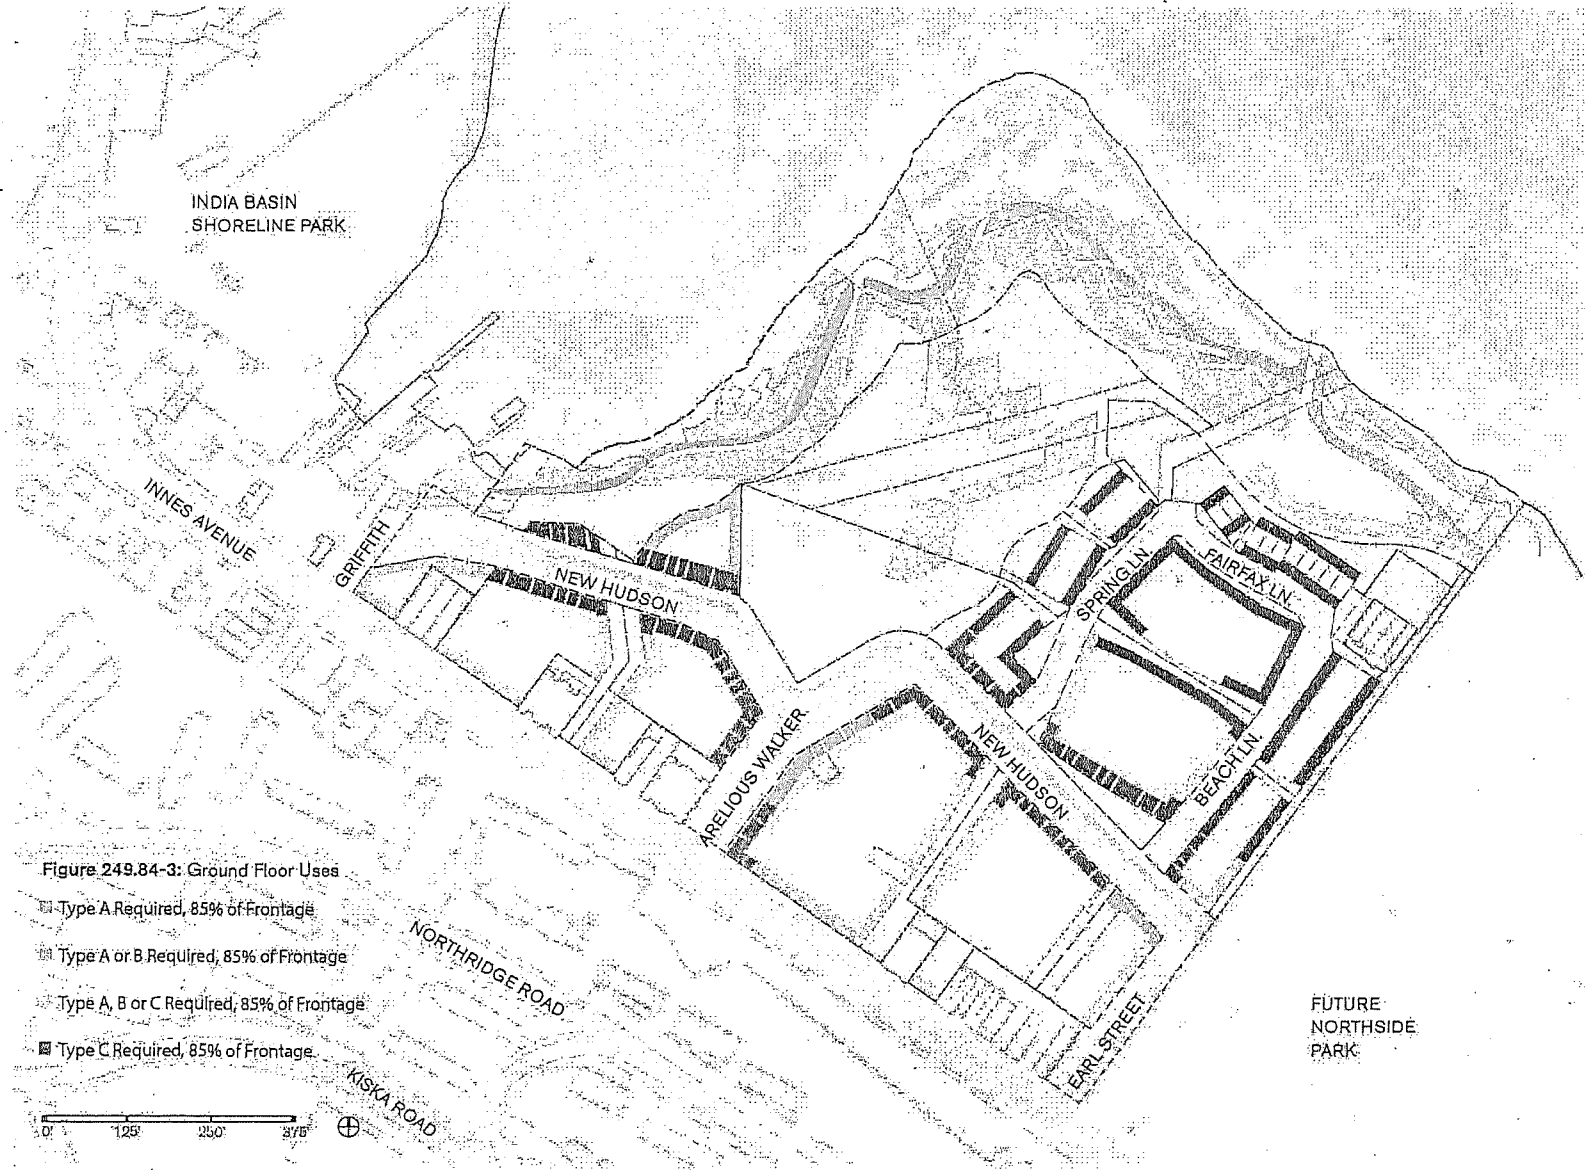 INDIA BASIN
SHORELINE PARK
INNES AVENUE
GRIFFITH
NEW HUDSON
SPRING LN.
FAIRFAX LN.
ARELIOUS WALKER
NEW HUDSON
BEACH LN.
Figure 249.84-3: Ground Floor Uses
Type A Required, 85% of Frontage
Type A or B Required, 85% of Frontage
Type A, B or C Required, 85% of Frontage
Type C Required, 85% of Frontage
NORTHRIDGE ROAD
KISKA ROAD
EARL STREET
FUTURE
NORTHSIDE
PARK
0' 125' 250' 375'